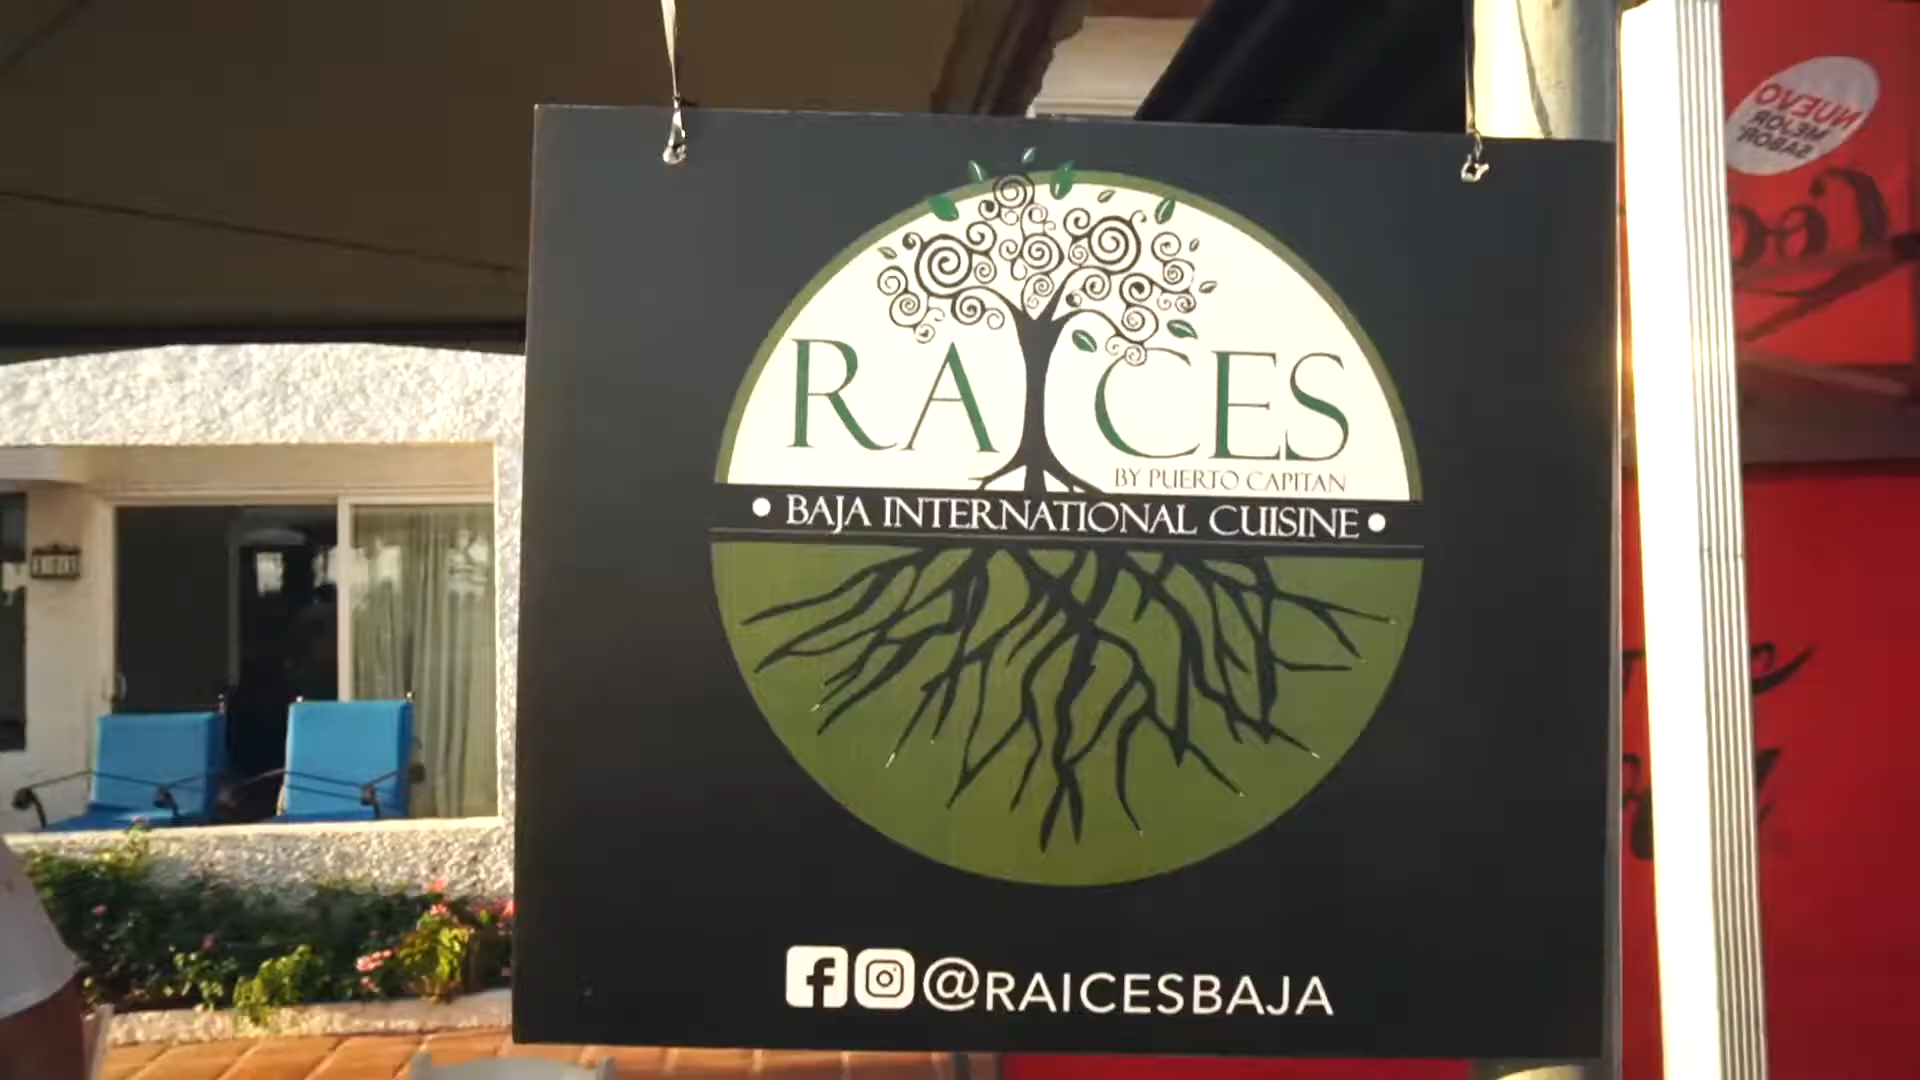 RAICES
BY PUERTO CAPITAN
• BAJA INTERNATIONAL CUISINE •
@RAICESBAJA
NUEVO
MEJOR
SABOR